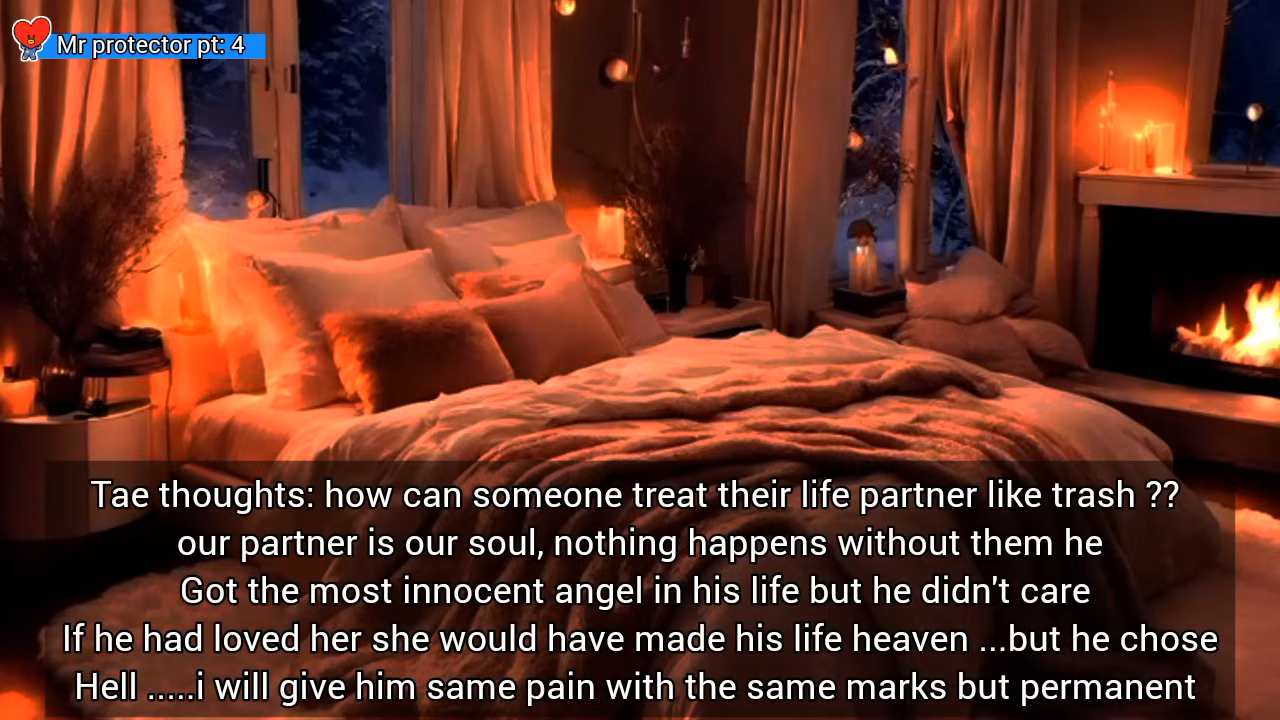 Mr protector pt: 4
Tae thoughts: how can someone treat their life partner like trash ??
our partner is our soul, nothing happens without them he
Got the most innocent angel in his life but he didn't care
If he had loved her she would have made his life heaven ...but he chose
Hell .....i will give him same pain with the same marks but permanent